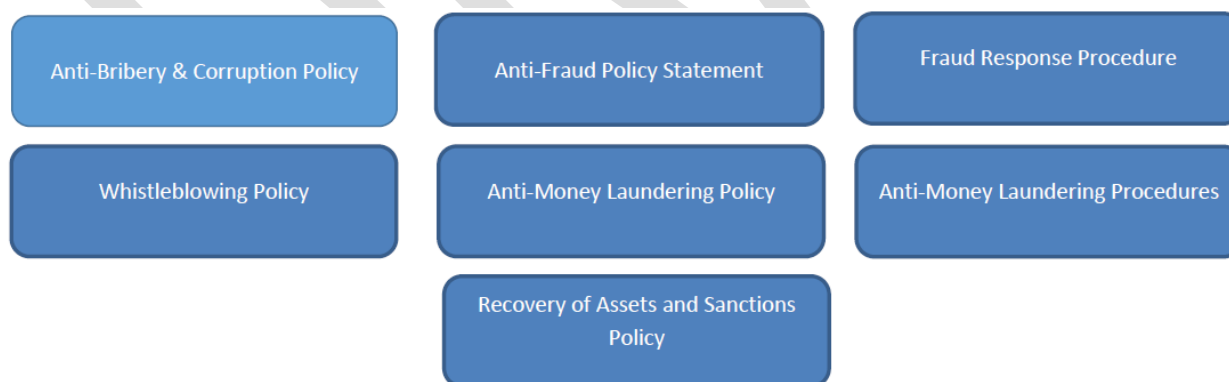 Anti-Bribery & Corruption Policy
Anti-Fraud Policy Statement
Fraud Response Procedure
Whistleblowing Policy
Anti-Money Laundering Policy
Anti-Money Laundering Procedures
Recovery of Assets and Sanctions
Policy